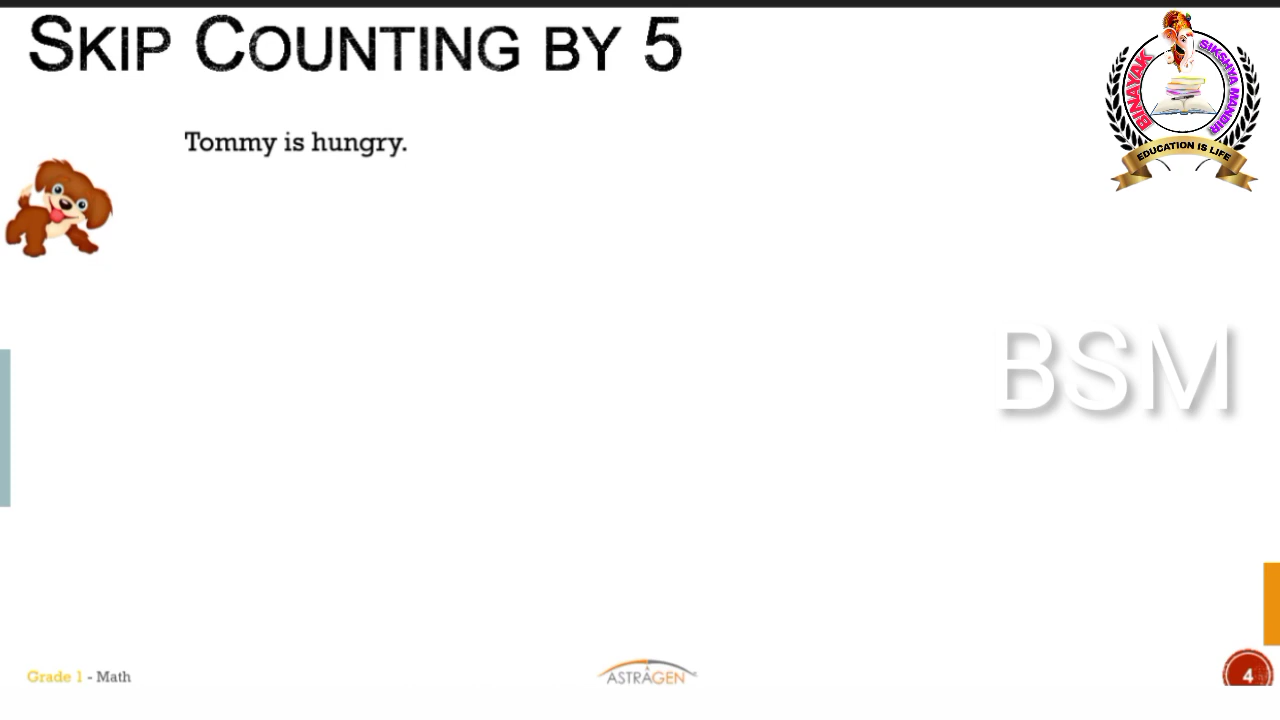 SKIP COUNTING BY 5
BINAYAK SIKSHYA MANDIR
EDUCATION IS LIFE
Tommy is hungry.
BSM
Grade 1 - Math
ASTRAGEN
4